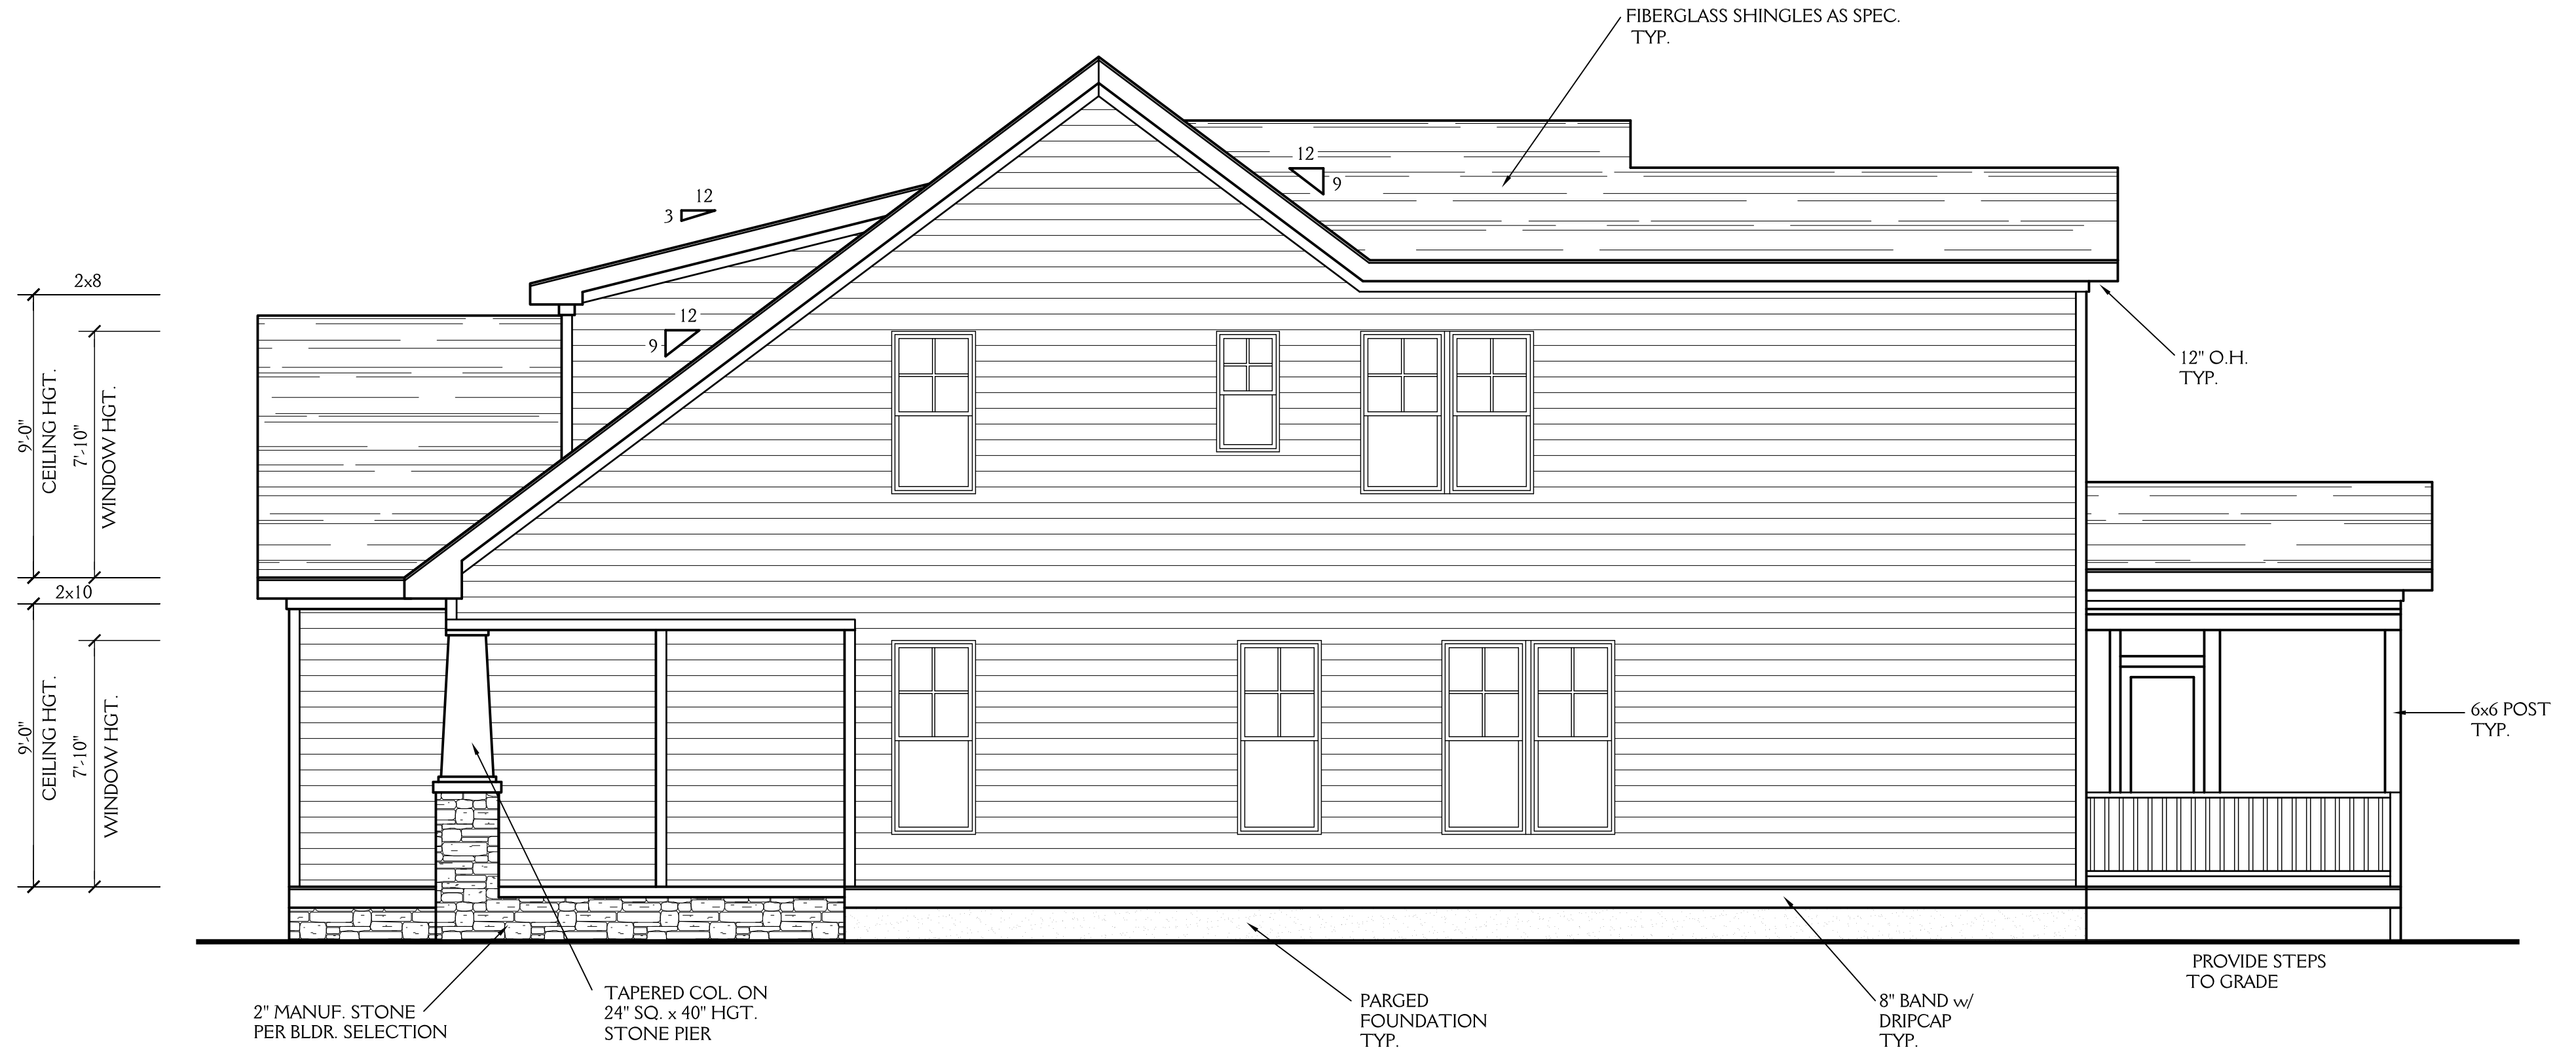 FIBERGLASS SHINGLES AS SPEC.
TYP.
12
9
12
3
12
9
2x8
9'-0"
CEILING HGT.
7'-10"
WINDOW HGT.
2x10
9'-0"
CEILING HGT.
7'-10"
WINDOW HGT.
12" O.H.
TYP.
6x6 POST
TYP.
PROVIDE STEPS
TO GRADE
2" MANUF. STONE
PER BLDR. SELECTION
TAPERED COL. ON
24" SQ. x 40" HGT.
STONE PIER
PARGED
FOUNDATION
TYP.
8" BAND w/
DRIPCAP
TYP.